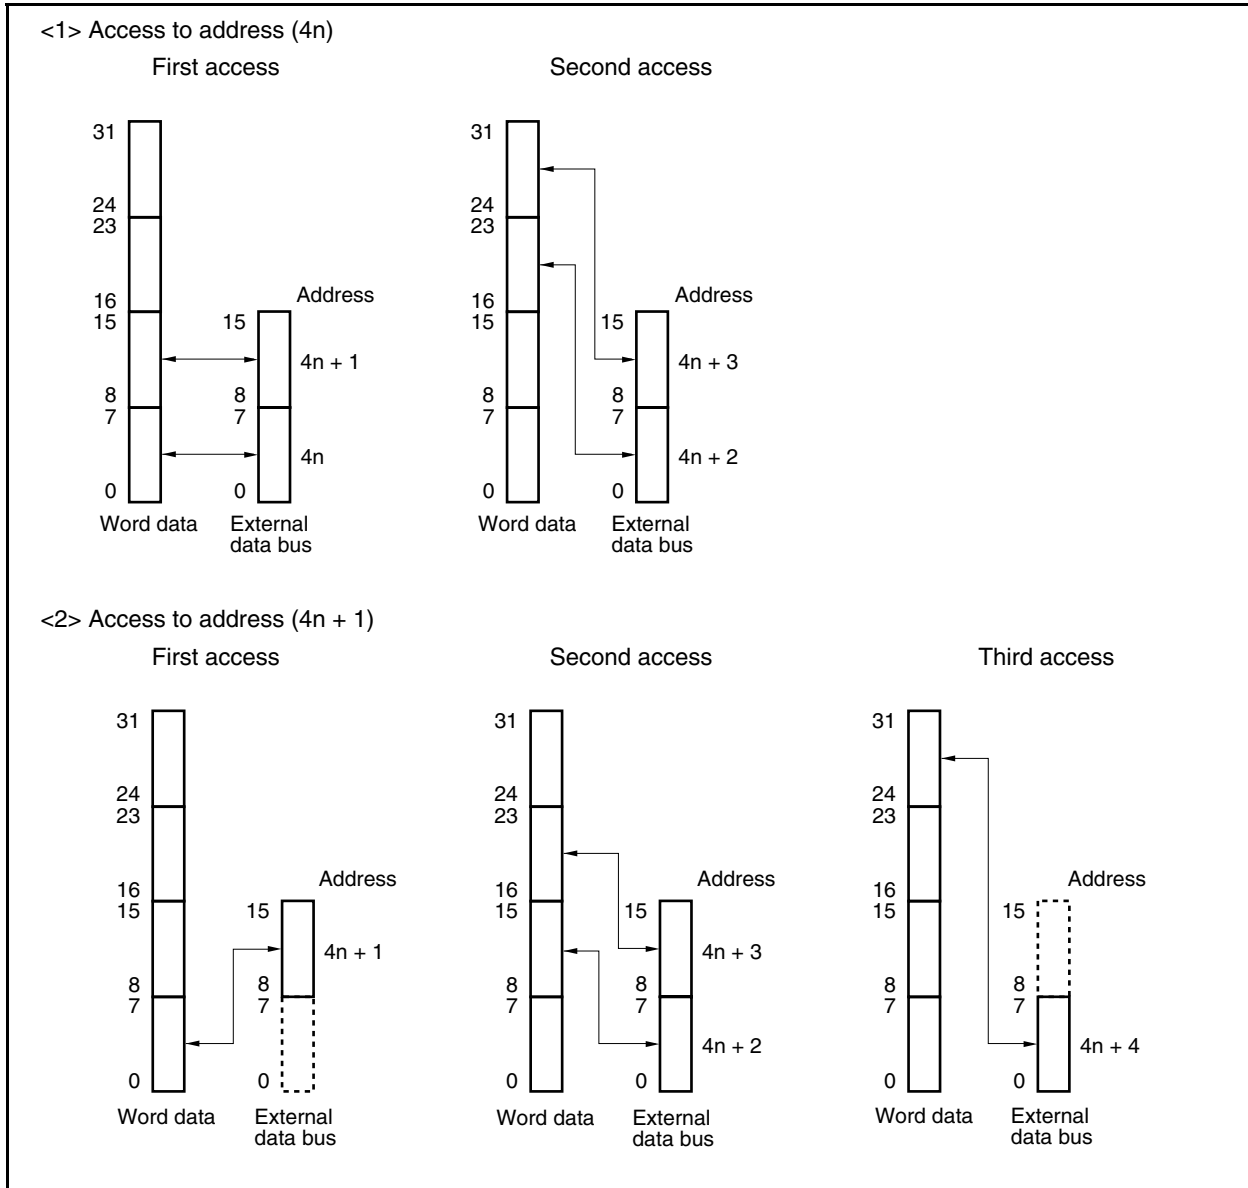 <1> Access to address (4n)
First access
Second access
31
24
23
16
15
8
7
0
Address
15
8
7
0
4n + 1
4n
Word data
External
data bus
31
24
23
16
15
8
7
0
Address
15
8
7
0
4n + 3
4n + 2
Word data
External
data bus
<2> Access to address (4n + 1)
First access
Second access
Third access
31
24
23
16
15
8
7
0
Address
15
8
7
0
4n + 1
Word data
External
data bus
31
24
23
16
15
8
7
0
Address
15
8
7
0
4n + 3
4n + 2
Word data
External
data bus
31
24
23
16
15
8
7
0
Address
15
8
7
0
4n + 4
Word data
External
data bus